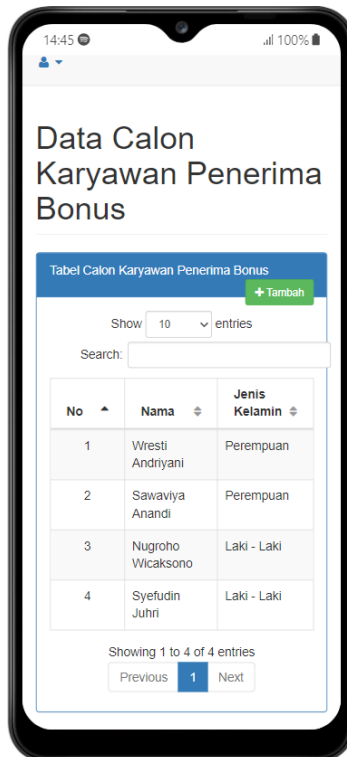 14:45 100%
Data Calon
Karyawan Penerima
Bonus
Tabel Calon Karyawan Penerima Bonus
+ Tambah
Show 10 entries
Search:
No Nama Jenis Kelamin
1 Wresti Andriyani Perempuan
2 Sawaviya Anandi Perempuan
3 Nugroho Wicaksono Laki - Laki
4 Syefudin Juhri Laki - Laki
Showing 1 to 4 of 4 entries
Previous 1 Next